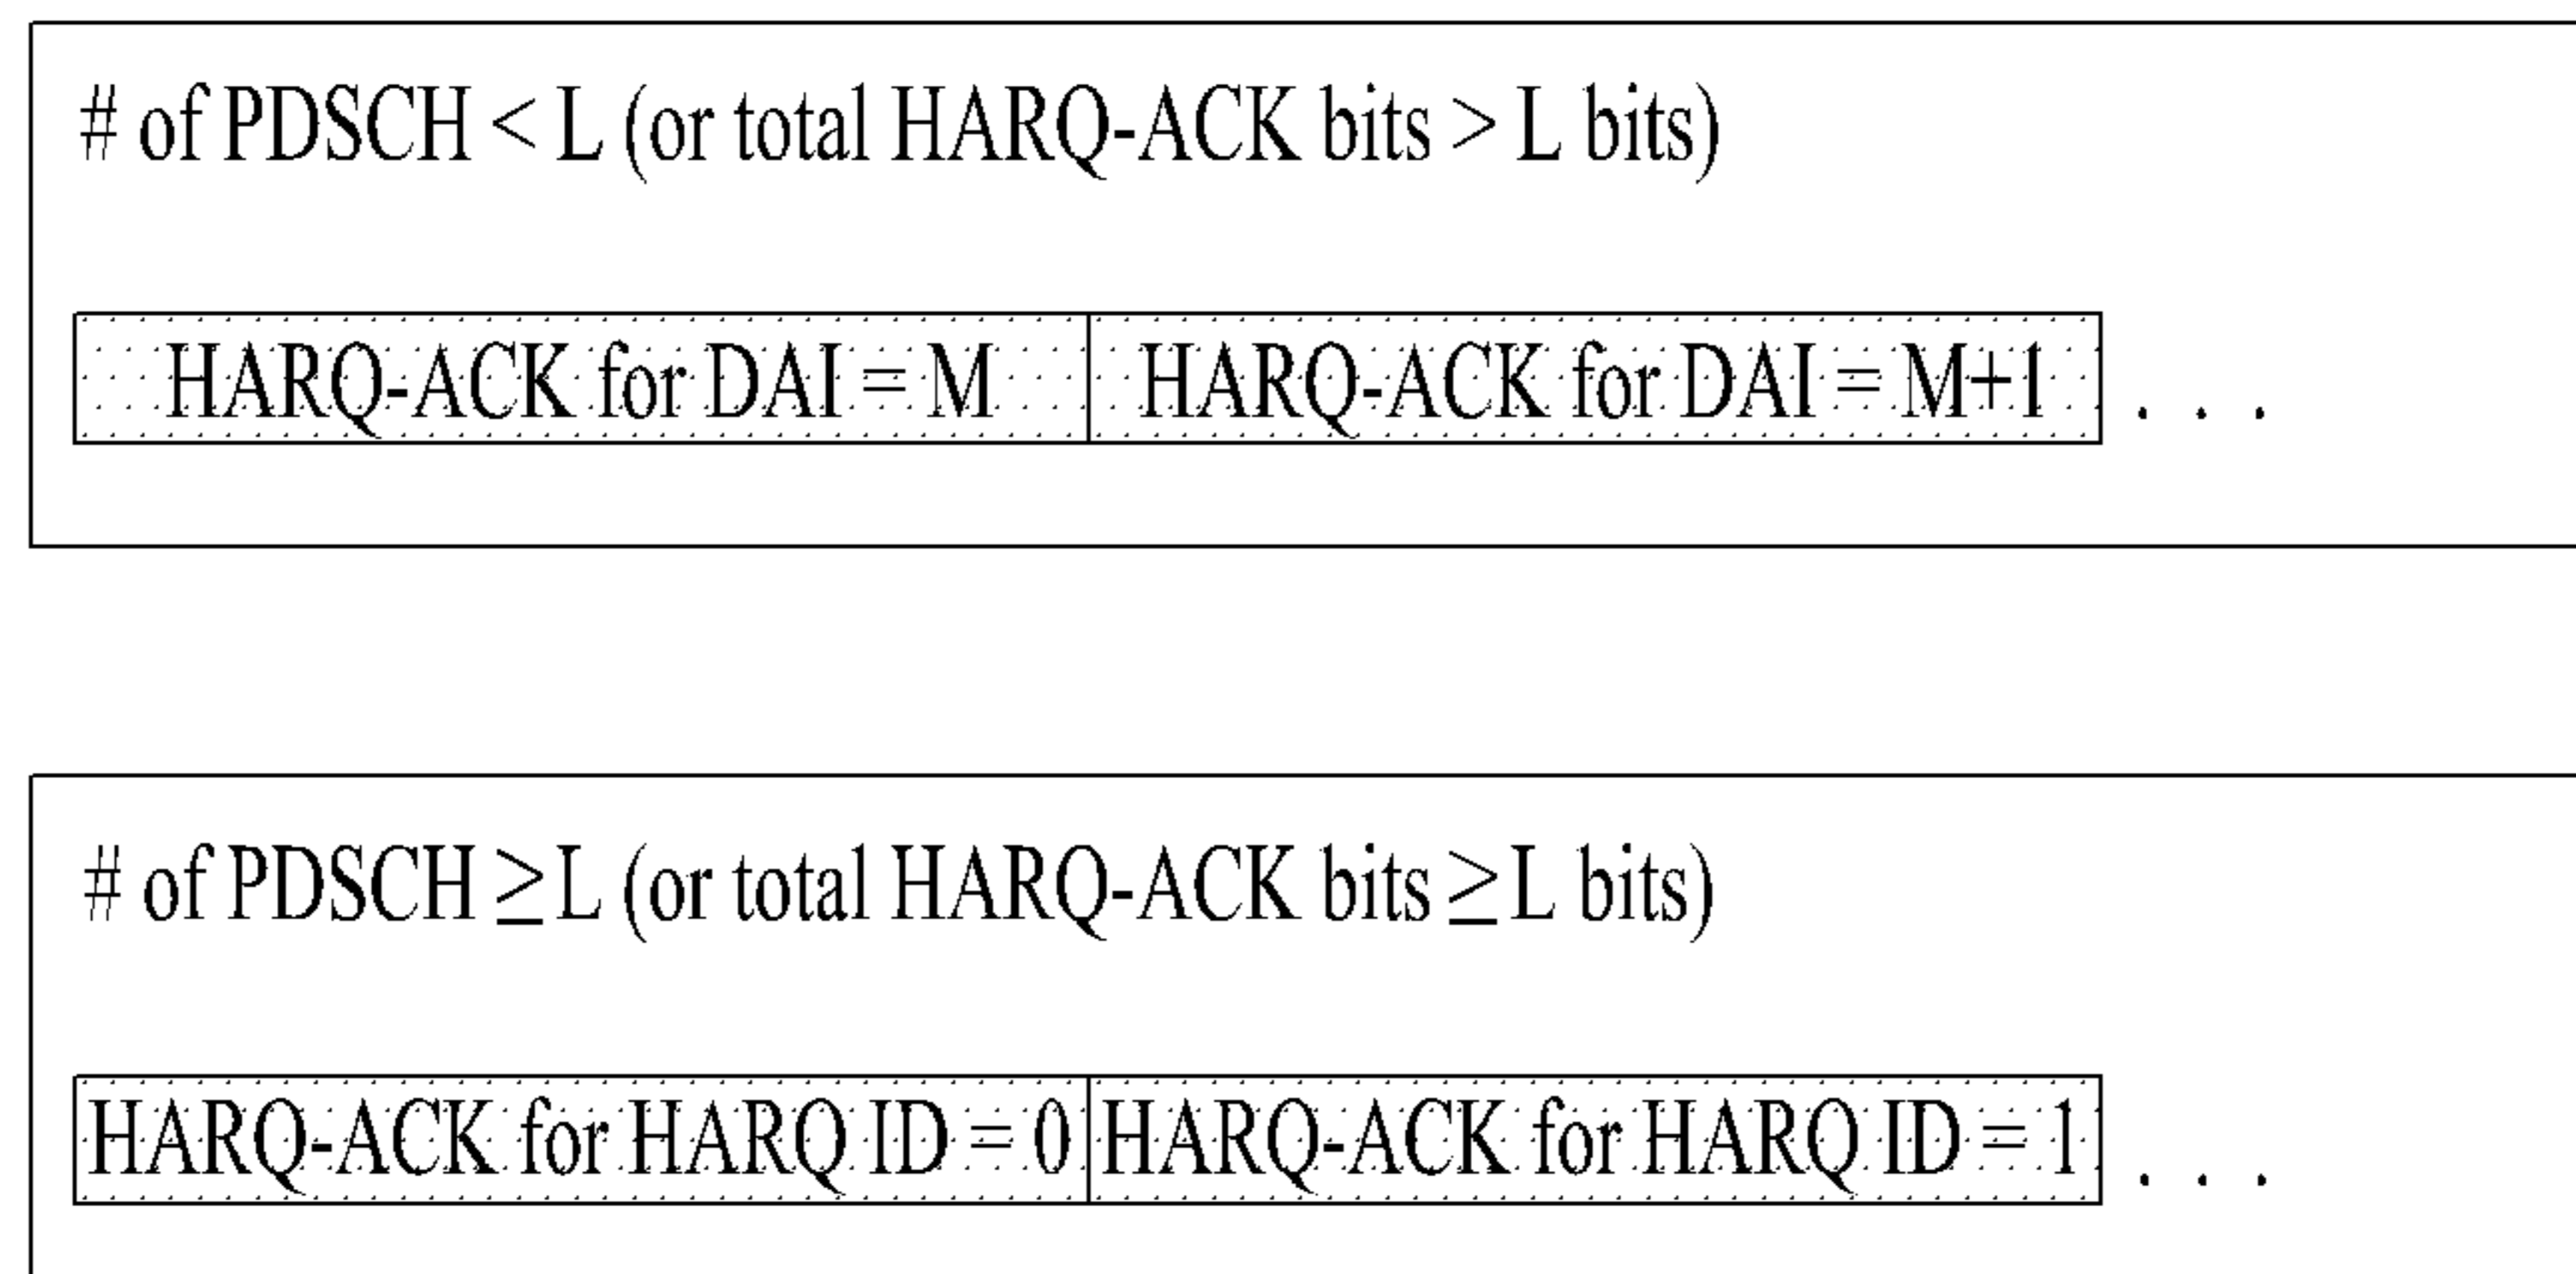 # of PDSCH < L (or total HARQ-ACK bits > L bits)
HARQ-ACK for DAI = M HARQ-ACK for DAI = M+1 . . .
# of PDSCH ≥ L (or total HARQ-ACK bits ≥ L bits)
HARQ-ACK for HARQ ID = 0 HARQ-ACK for HARQ ID = 1 . . .